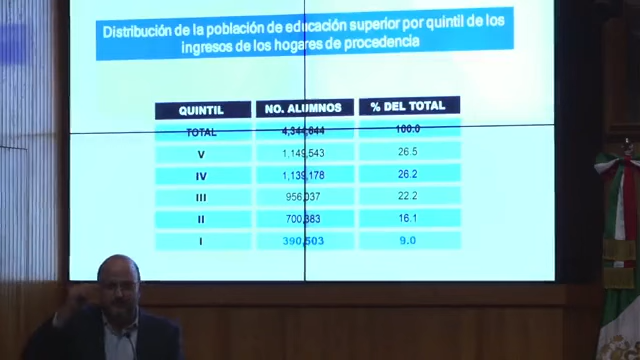 Distribución de la población de educación superior por quintil de los
ingresos de los hogares de procedencia
QUINTIL NO. ALUMNOS % DEL TOTAL
TOTAL 100.0
V 1,149,543 26.5
IV 1,139,178 26.2
III 956,037 22.2
II 700,383 16.1
I 390,503 9.0